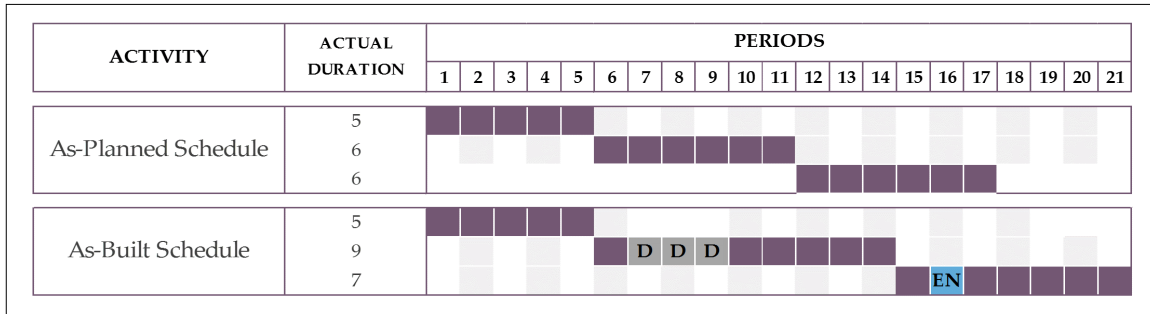 ACTIVITY
ACTUAL
DURATION
PERIODS
1 2 3 4 5 6 7 8 9 10 11 12 13 14 15 16 17 18 19 20 21
As-Planned Schedule
5
6
6
As-Built Schedule
5
9
D D D
7
EN